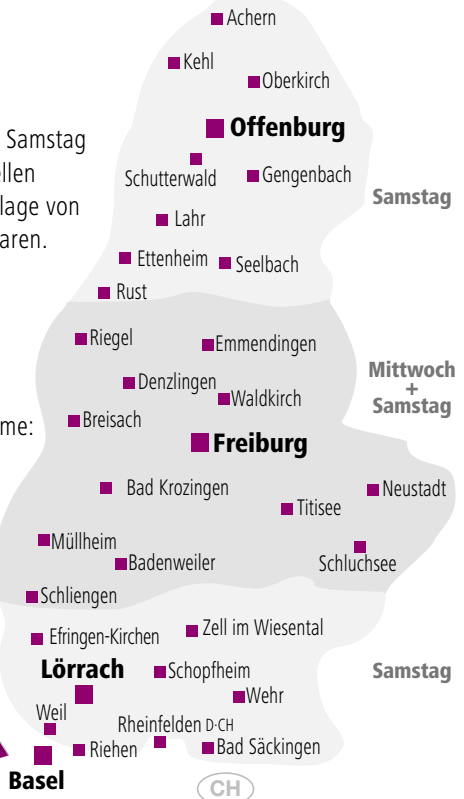 Achern
Kehl
Oberkirch
Samstag
Offenburg
ellen
Schutterwald
Gengenbach
lage von
Samstag
Lahr
aren.
Ettenheim
Seelbach
Rust
Riegel
Emmendingen
Mittwoch
+
Samstag
Denzlingen
Waldkirch
me:
Breisach
Freiburg
Bad Krozingen
Neustadt
Titisee
Müllheim
Badenweiler
Schluchsee
Schliengen
Efringen-Kirchen
Zell im Wiesental
Lörrach
Schopfheim
Samstag
Wehr
Weil
Rheinfelden D·CH
Riehen
Bad Säckingen
Basel
CH